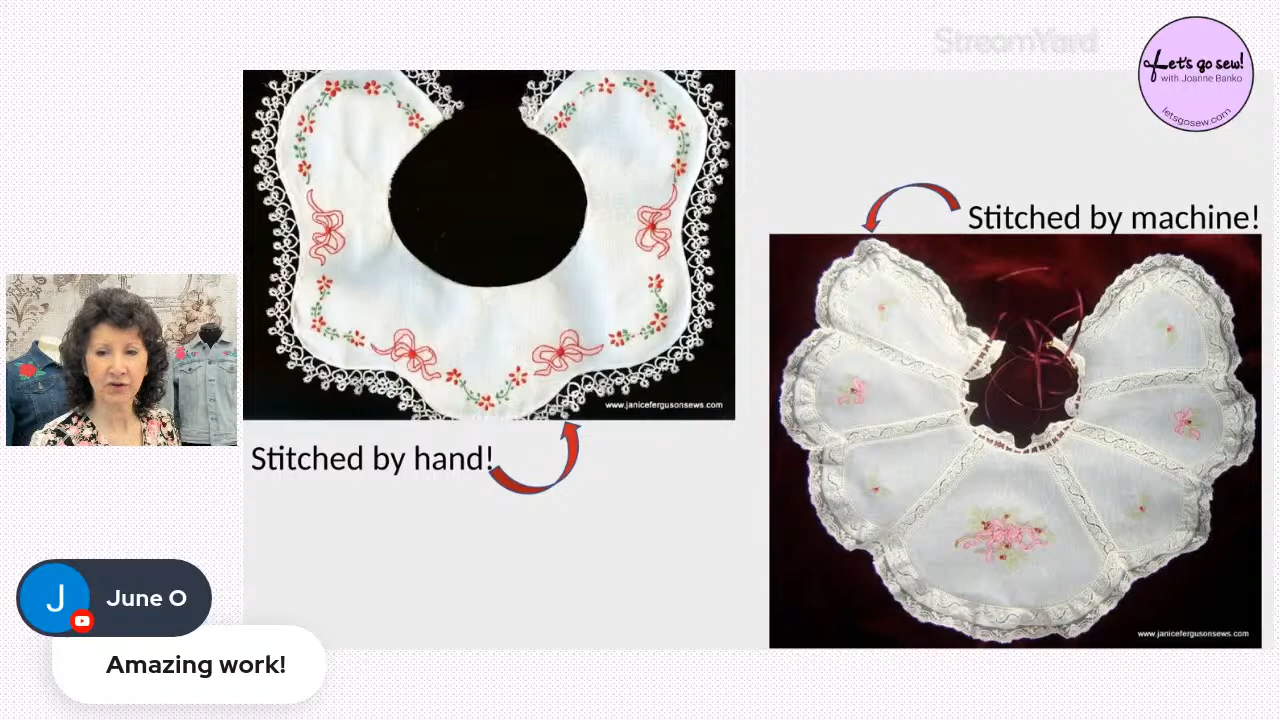 StreamYard
Let's go sew!
with Joanne Banko
letsgosew.com
Stitched by machine!
www.janicefergusonsews.com
Stitched by hand!
www.janicefergusonsews.com
J
June O
Amazing work!